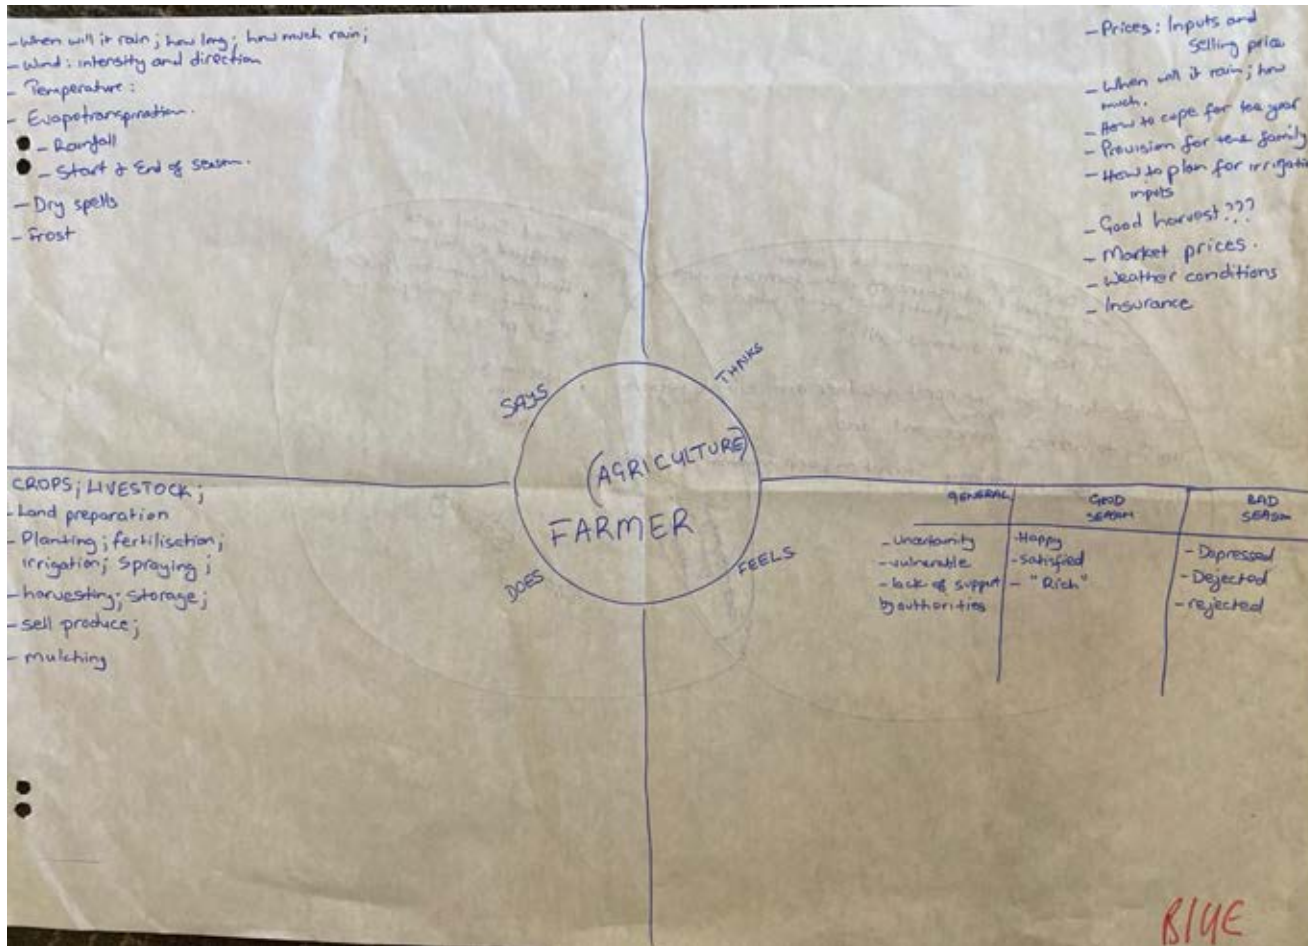 - When will it rain; how long; how much rain;
- Wind: intensity and direction
- Temperature:
- Evapotranspiration.
- Rainfall
- Start & End of season.
- Dry spells
- Frost
- Prices: Inputs and
selling price
- When will it rain; how
much.
- How to cope for the year
- Provision for the family
- How to plan for irrigatio
inputs
- Good harvest???
- Market prices.
- Weather conditions
- Insurance
SAYS
THINKS
(AGRICULTURE)
FARMER
DOES
FEELS
CROPS; LIVESTOCK;
- Land preparation
- Planting; fertilisction;
irrigation; Spraying;
- harvesting; storage;
- sell produce;
- mulching
GENERAL
- Uncertainity
- vulnerable
- lack of support
by authorities
GOOD
SEASON
- Happy
- Satisfied
- "Rich"
BAD
SEASON
- Depressed
- Dejected
- rejected
BLUE